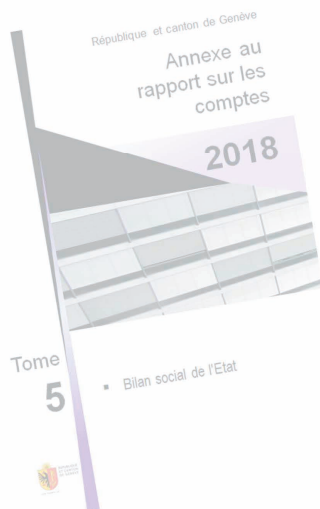 République et canton de Genève
Annexe au
rapport sur les
comptes
2018
Tome
5
▪ Bilan social de l'Etat